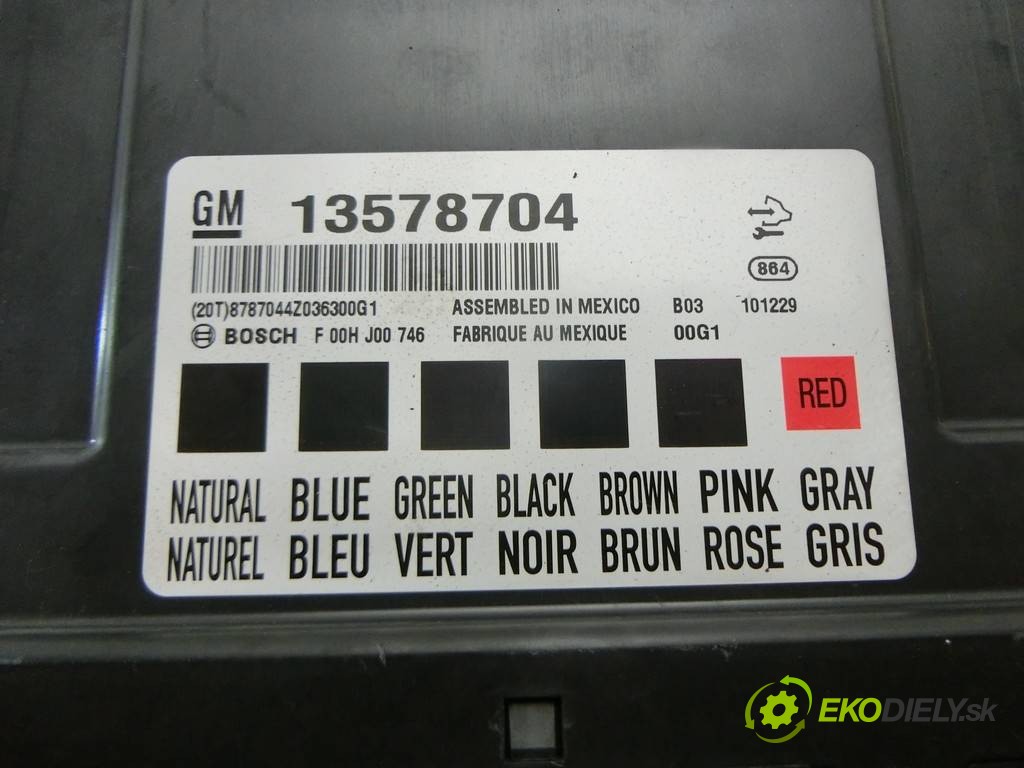 GM 13578704
864
(20T)8787044Z036300G1 ASSEMBLED IN MEXICO B03 101229
BOSCH F 00H J00 746 FABRIQUE AU MEXIQUE 00G1
RED
NATURAL BLUE GREEN BLACK BROWN PINK GRAY
NATUREL BLEU VERT NOIR BRUN ROSE GRIS
EKODIELY.sk